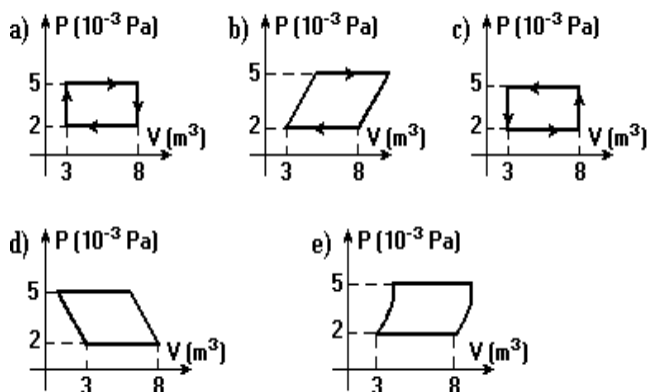 a) P (10⁻³ Pa)
5
2
V (m³)
3 8
b) P (10⁻³ Pa)
5
2
V (m³)
3 8
c) P (10⁻³ Pa)
5
2
V (m³)
3 8
d) P (10⁻³ Pa)
5
2
V (m³)
3 8
e) P (10⁻³ Pa)
5
2
V (m³)
3 8